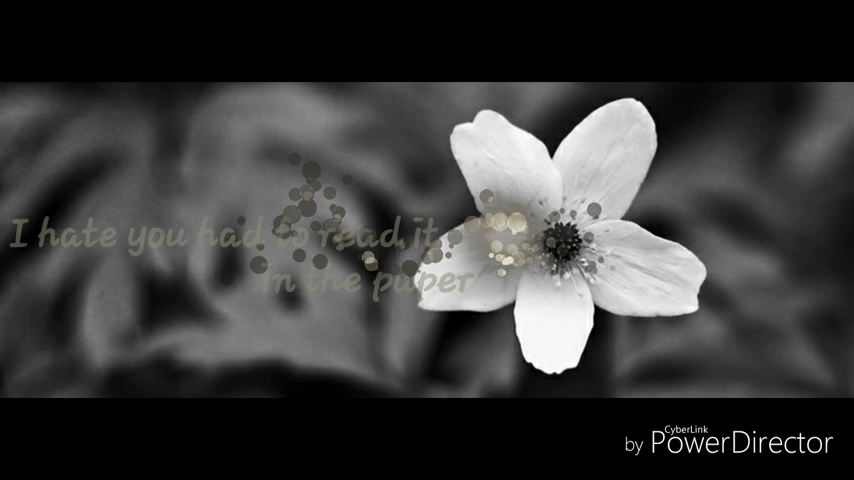 I hate you had to read it
in the paper
CyberLink
by PowerDirector